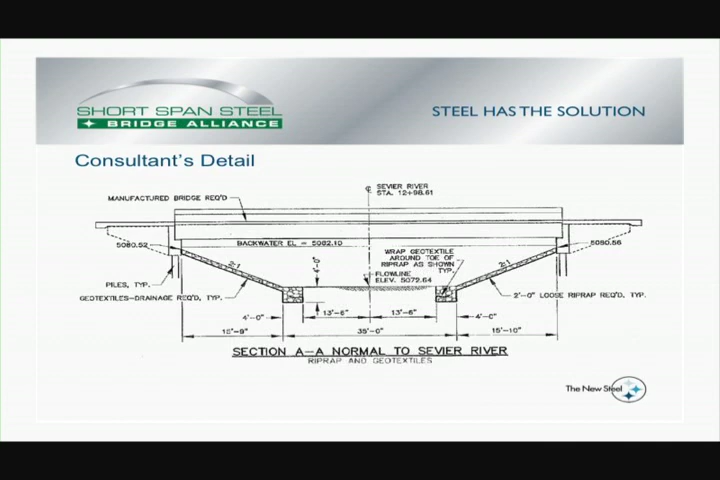 SHORT SPAN STEEL
BRIDGE ALLIANCE
STEEL HAS THE SOLUTION
Consultant's Detail
SEVIER RIVER
STA. 12+98.61
MANUFACTURED BRIDGE REQ'D
5080.52
BACKWATER EL - 5082.10
WRAP GEOTEXTILE
AROUND TOE OF
RIPRAP AS SHOWN
TYP.
5080.56
2:1
4'-0"
FLOWLINE
ELEV. 5072.64
2:1
PILES, TYP.
GEOTEXTILES-DRAINAGE REQ'D, TYP.
2'-0" LOOSE RIPRAP REQ'D, TYP.
4'-0"
13'-6"
13'-6"
4'-0"
15'-9"
35'-0"
15'-10"
SECTION A-A NORMAL TO SEVIER RIVER
RIPRAP AND GEOTEXTILES
The New Steel